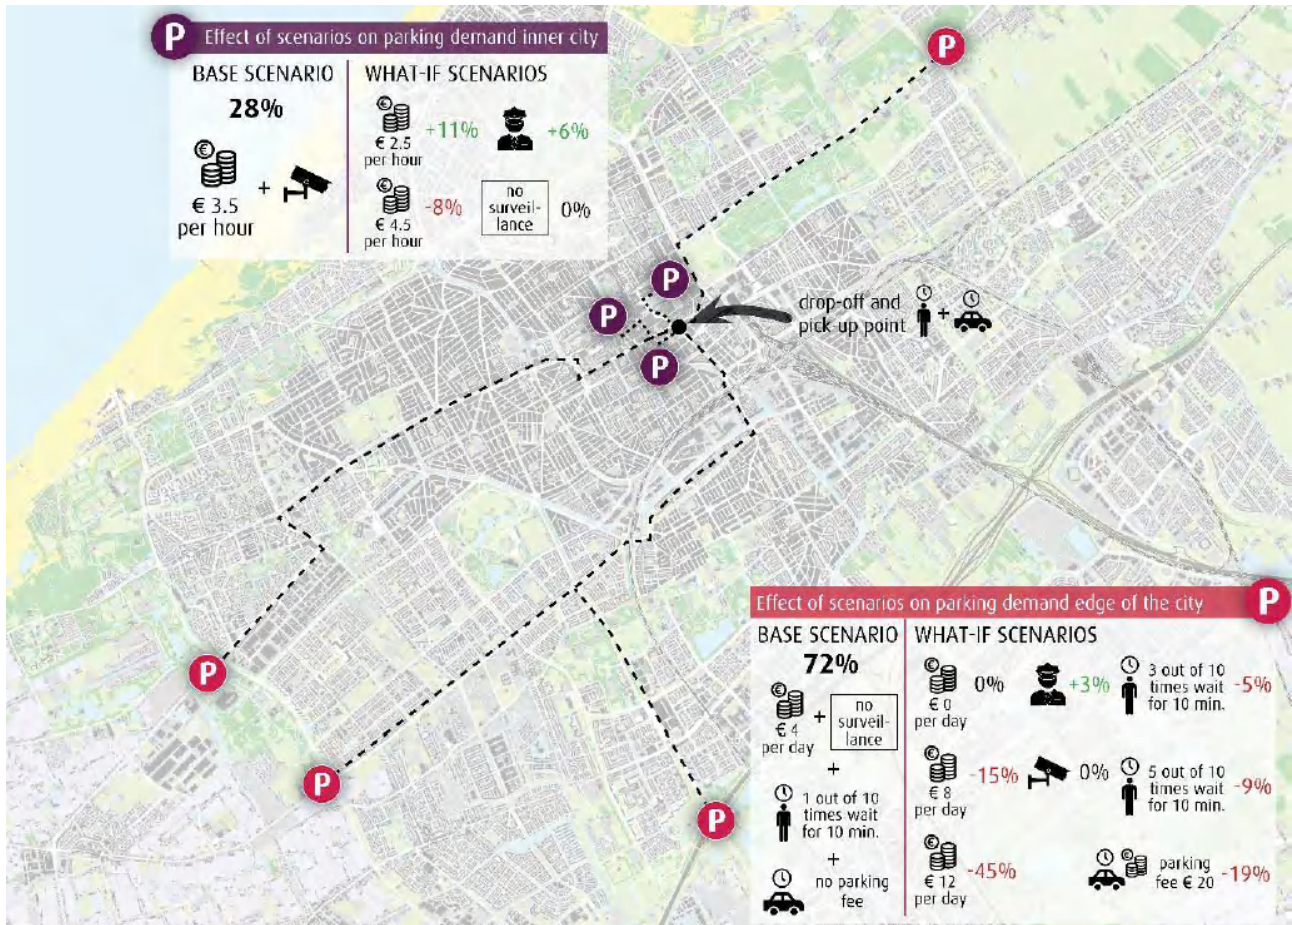 P Effect of scenarios on parking demand inner city
BASE SCENARIO
28%
€
€ 3.5
per hour
+
WHAT-IF SCENARIOS
€
€ 2.5
per hour
+11%
+6%
€
€ 4.5
per hour
-8%
no
surveil-
lance
0%
P
P
P
P
drop-off and
pick-up point
+
P
P
P
Effect of scenarios on parking demand edge of the city P
BASE SCENARIO
72%
€
€ 4
per day
+
no
surveil-
lance
+
1 out of 10
times wait
for 10 min.
+
no parking
fee
WHAT-IF SCENARIOS
€
€ 0
per day
0%
+3%
3 out of 10
times wait
for 10 min.
-5%
€
€ 8
per day
-15%
0%
5 out of 10
times wait
for 10 min.
-9%
€
€ 12
per day
-45%
€
parking
fee € 20
-19%